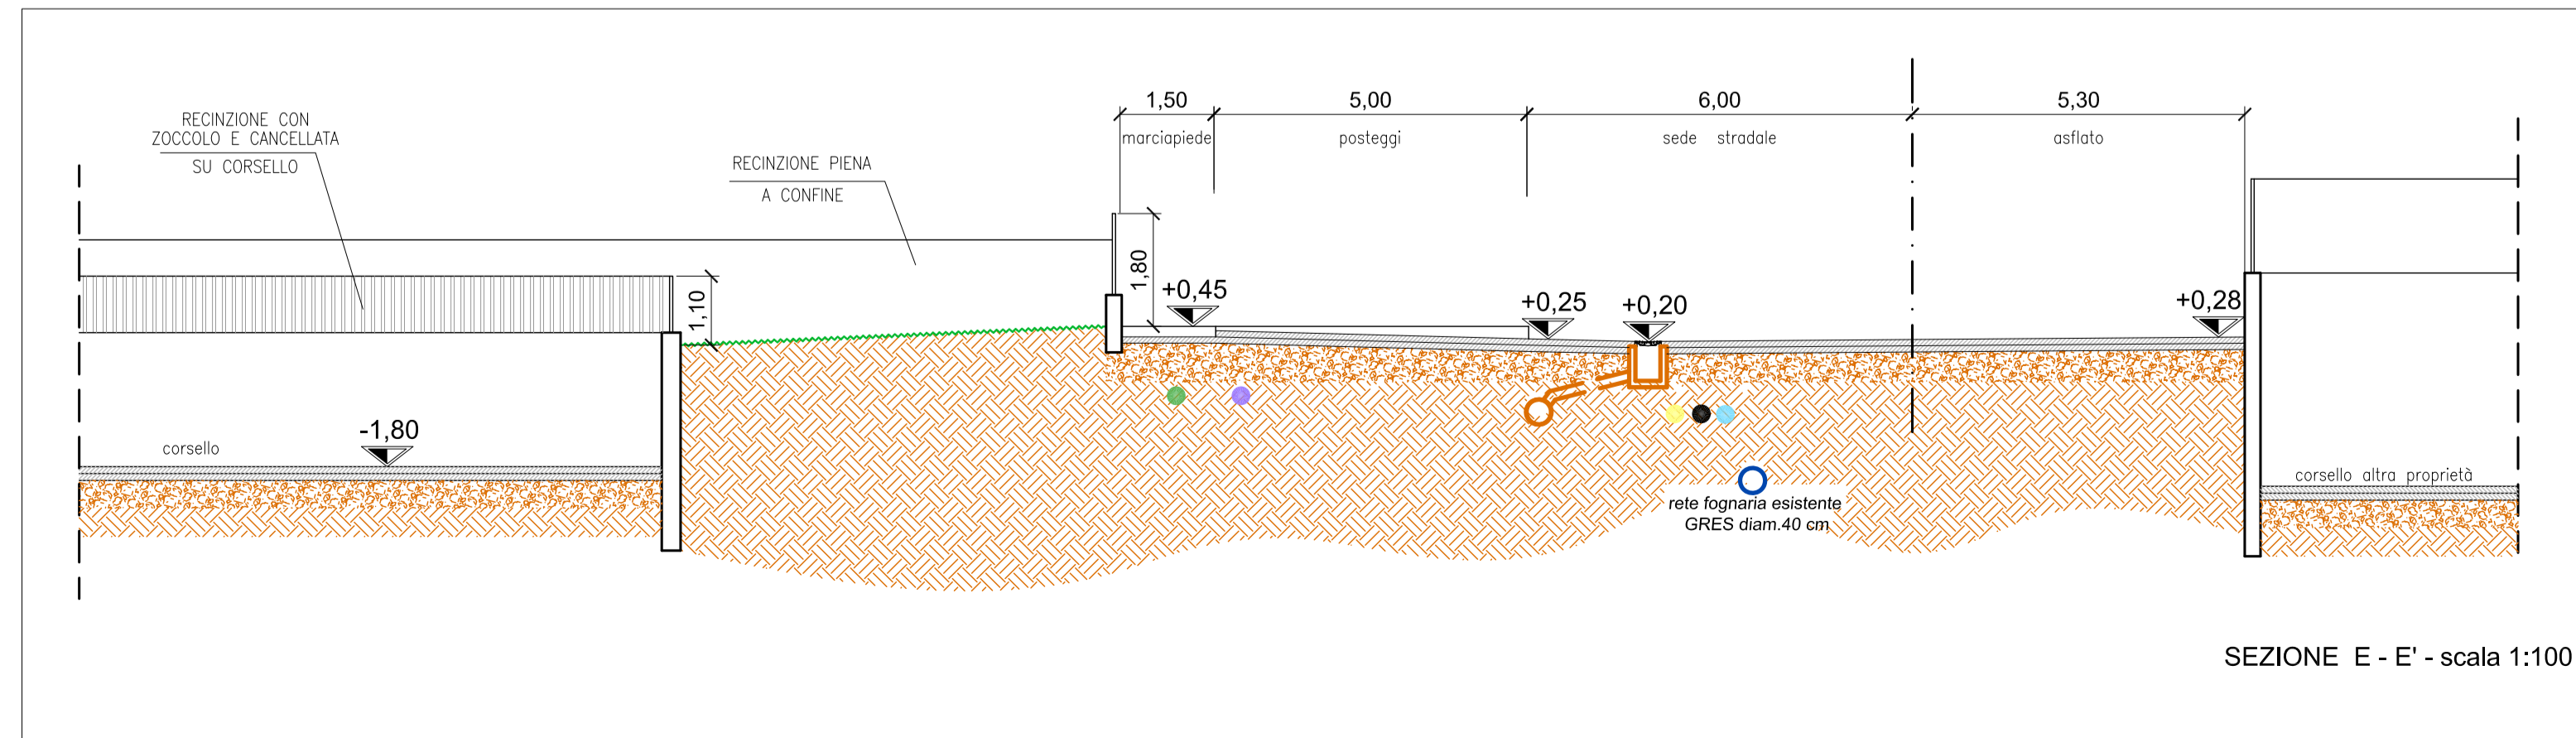 RECINZIONE CON
ZOCCOLO E CANCELLATA
SU CORSELLO
RECINZIONE PIENA
A CONFINE
1,50
5,00
6,00
5,30
marciapiede
posteggi
sede stradale
asflato
1,10
1,80
+0,45
+0,25
+0,20
+0,28
corsello
-1,80
corsello altra proprietà
rete fognaria esistente
GRES diam.40 cm
SEZIONE E - E' - scala 1:100